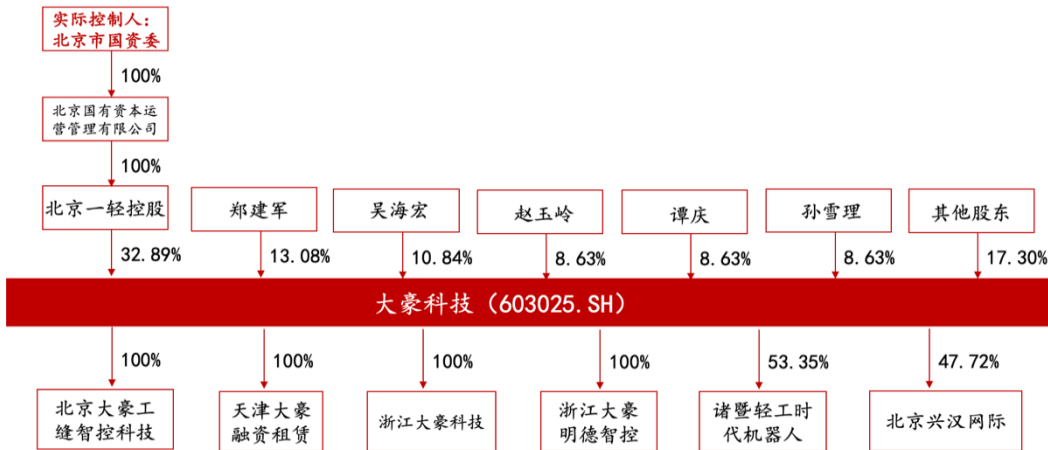 实际控制人：
北京市国资委
100%
北京国有资本运
营管理有限公司
100%
北京一轻控股
郑建军
吴海宏
赵玉岭
谭庆
孙雪理
其他股东
32.89%
13.08%
10.84%
8.63%
8.63%
8.63%
17.30%
大豪科技（603025.SH）
100%
100%
100%
100%
53.35%
47.72%
北京大豪工
缝智控科技
天津大豪
融资租赁
浙江大豪科技
浙江大豪
明德智控
诸暨轻工时
代机器人
北京兴汉网际